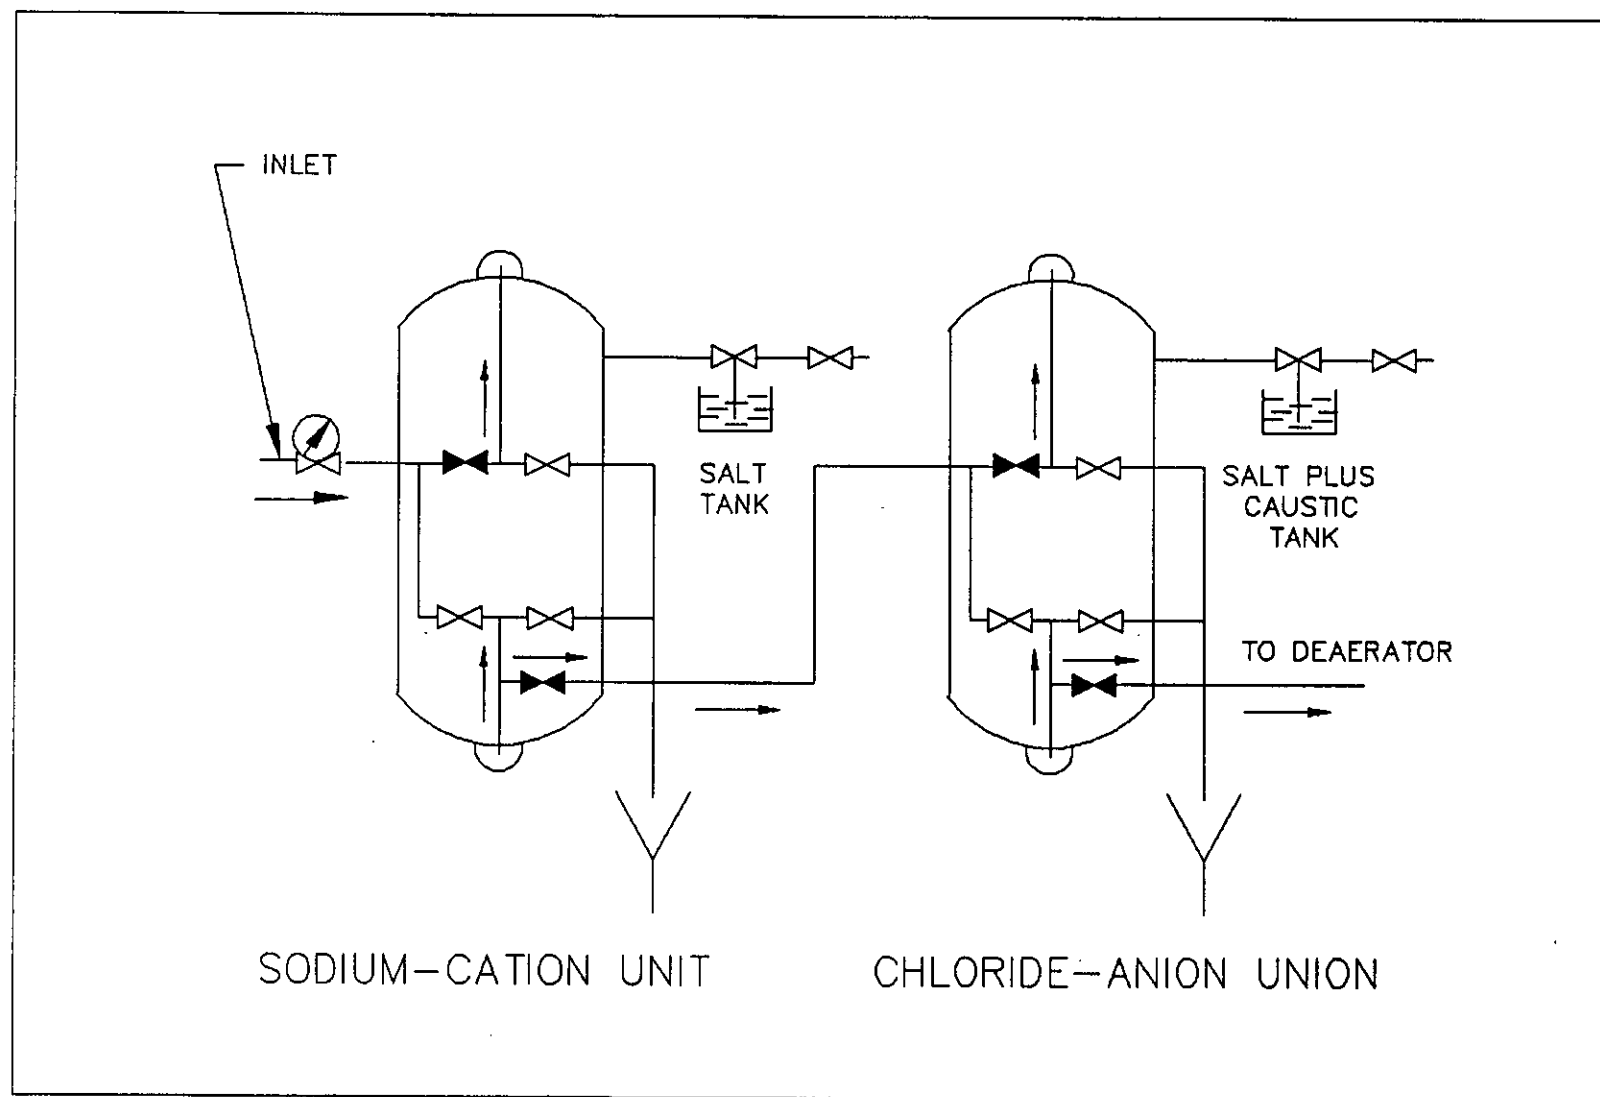 INLET
SALT
TANK
SALT PLUS
CAUSTIC
TANK
TO DEAERATOR
SODIUM-CATION UNIT
CHLORIDE-ANION UNION